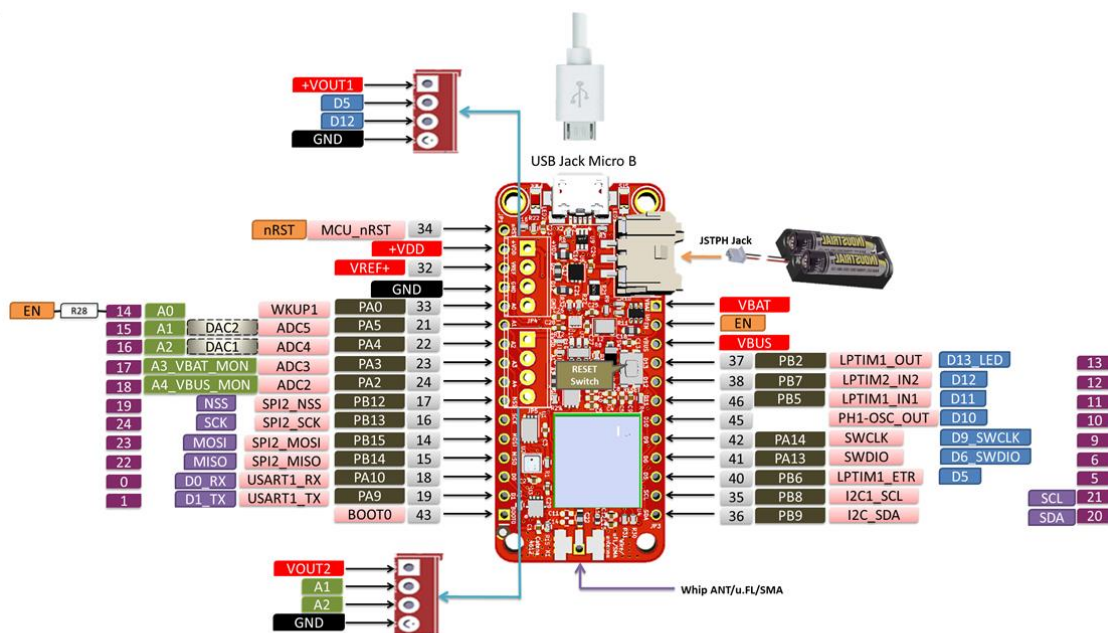 +VOUT1
D5
D12
GND
USB Jack Micro B
JSTPH Jack
INDUSTRIAL
INDUSTRIAL
nRST MCU_nRST 34
+VDD
VREF+ 32
GND
EN R28 14 A0 WKUP1 PA0 33
15 A1 DAC2 ADC5 PA5 21
16 A2 DAC1 ADC4 PA4 22
17 A3_VBAT_MON ADC3 PA3 23
18 A4_VBUS_MON ADC2 PA2 24
19 NSS SPI2_NSS PB12 17
24 SCK SPI2_SCK PB13 16
23 MOSI SPI2_MOSI PB15 14
22 MISO SPI2_MISO PB14 15
0 D0_RX USART1_RX PA10 18
1 D1_TX USART1_TX PA9 19
BOOT0 43
RESET
Switch
VBAT
EN
VBUS
37 PB2 LPTIM1_OUT D13_LED 13
38 PB7 LPTIM2_IN2 D12 12
46 PB5 LPTIM1_IN1 D11 11
45 PH1-OSC_OUT D10 10
42 PA14 SWCLK D9_SWCLK 9
41 PA13 SWDIO D6_SWDIO 6
40 PB6 LPTIM1_ETR D5 5
35 PB8 I2C1_SCL SCL 21
36 PB9 I2C_SDA SDA 20
Whip ANT/u.FL/SMA
VOUT2
A1
A2
GND